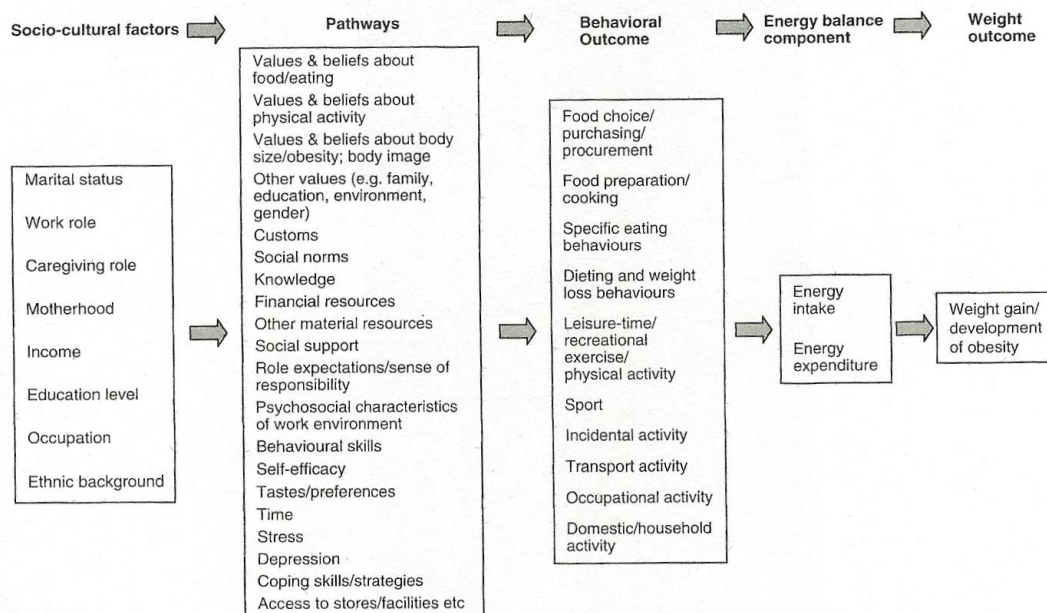 Socio-cultural factors
Pathways
Behavioral
Outcome
Energy balance
component
Weight
outcome
Marital status
Work role
Caregiving role
Motherhood
Income
Education level
Occupation
Ethnic background
Values & beliefs about
food/eating
Values & beliefs about
physical activity
Values & beliefs about body
size/obesity; body image
Other values (e.g. family,
education, environment,
gender)
Customs
Social norms
Knowledge
Financial resources
Other material resources
Social support
Role expectations/sense of
responsibility
Psychosocial characteristics
of work environment
Behavioural skills
Self-efficacy
Tastes/preferences
Time
Stress
Depression
Coping skills/strategies
Access to stores/facilities etc
Food choice/
purchasing/
procurement
Food preparation/
cooking
Specific eating
behaviours
Dieting and weight
loss behaviours
Leisure-time/
recreational
exercise/
physical activity
Sport
Incidental activity
Transport activity
Occupational activity
Domestic/household
activity
Energy
intake
Energy
expenditure
Weight gain/
development
of obesity